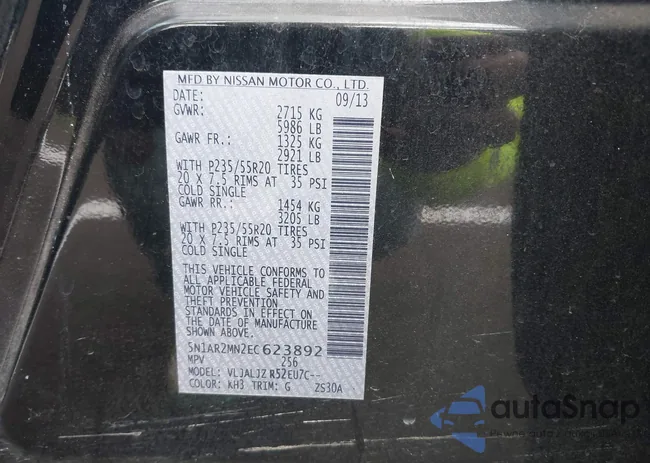 MFD BY NISSAN MOTOR CO., LTD.
DATE: 09/13
GVWR: 2715 KG
5986 LB
GAWR FR.: 1325 KG
2921 LB
WITH P235/55R20 TIRES
20 X 7.5 RIMS AT 35 PSI
COLD SINGLE
GAWR RR.: 1454 KG
3205 LB
WITH P235/55R20 TIRES
20 X 7.5 RIMS AT 35 PSI
COLD SINGLE
THIS VEHICLE CONFORMS TO
ALL APPLICABLE FEDERAL
MOTOR VEHICLE SAFETY AND
THEFT PREVENTION
STANDARDS IN EFFECT ON
THE DATE OF MANUFACTURE
SHOWN ABOVE.
5N1AR2MN2EC623892
MPV 256
MODEL: VLJALJZ R52EU7C--
COLOR: KH3 TRIM: G ZS30A
autoSnap